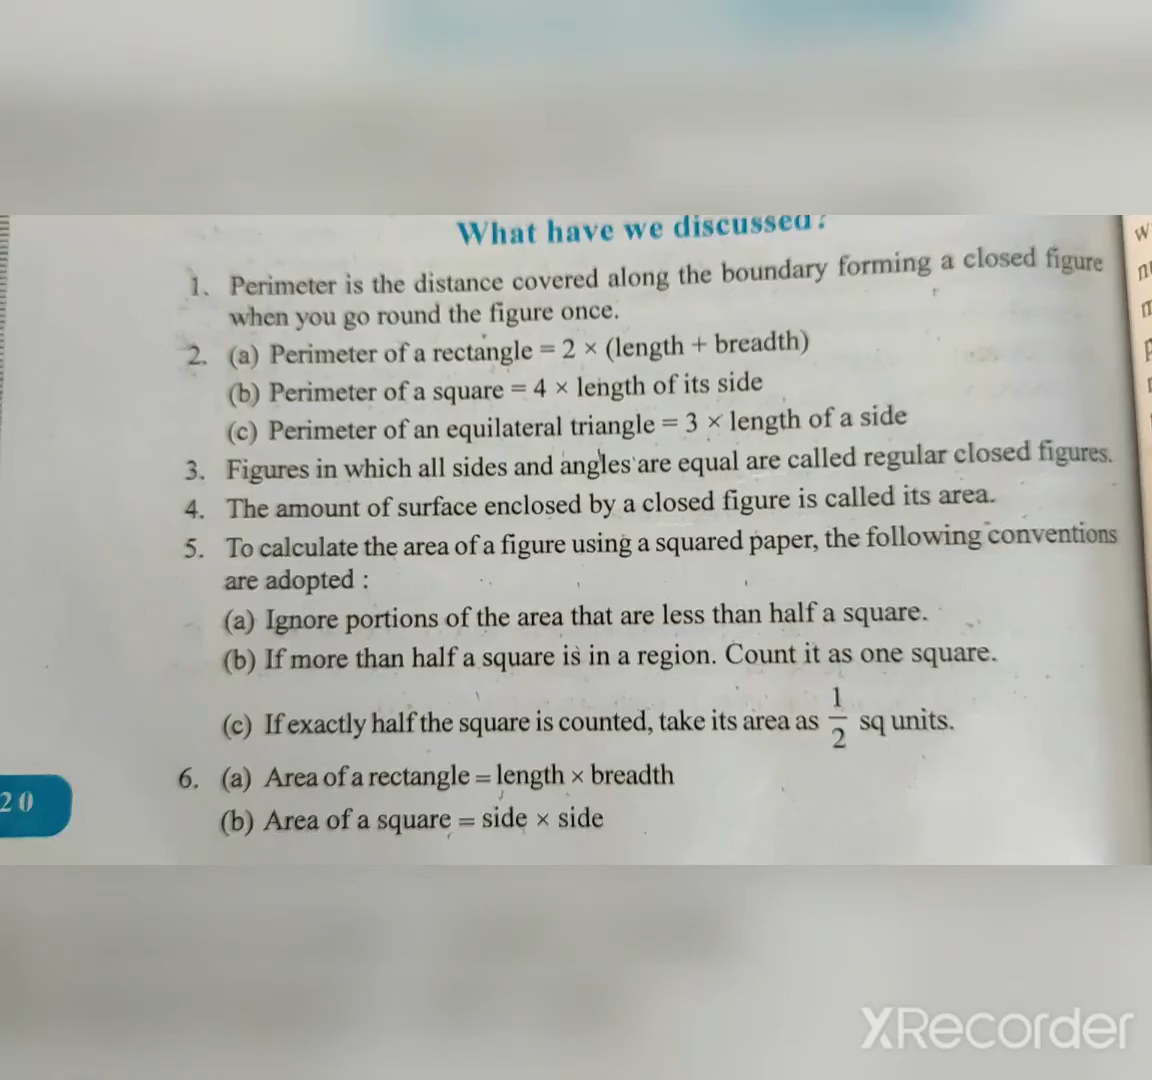 What have we discussed?
1. Perimeter is the distance covered along the boundary forming a closed figure
when you go round the figure once.
2. (a) Perimeter of a rectangle = 2 × (length + breadth)
(b) Perimeter of a square = 4 × length of its side
(c) Perimeter of an equilateral triangle = 3 × length of a side
3. Figures in which all sides and angles are equal are called regular closed figures.
4. The amount of surface enclosed by a closed figure is called its area.
5. To calculate the area of a figure using a squared paper, the following conventions
are adopted :
(a) Ignore portions of the area that are less than half a square.
(b) If more than half a square is in a region. Count it as one square.
(c) If exactly half the square is counted, take its area as 1/2 sq units.
6. (a) Area of a rectangle = length × breadth
(b) Area of a square = side × side
20
XRecorder